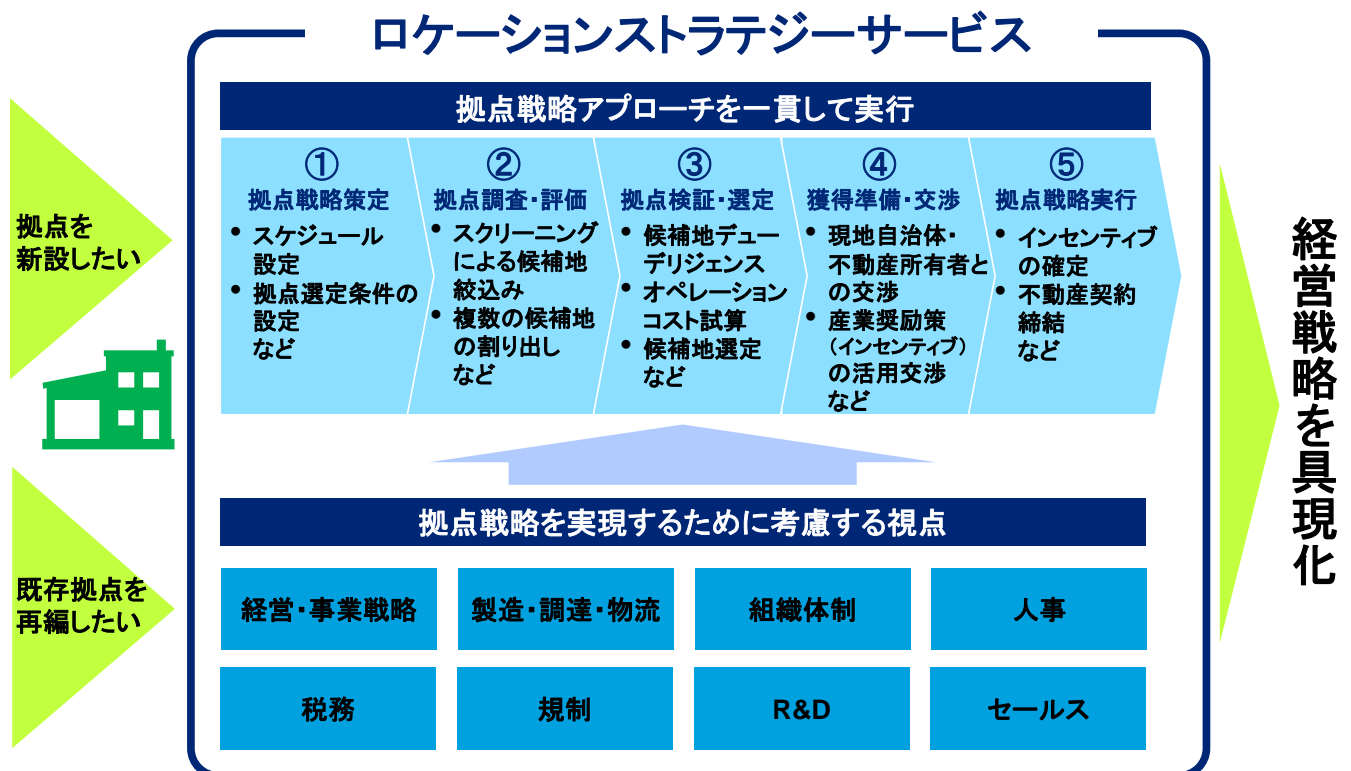 ロケーションストラテジーサービス
拠点戦略アプローチを一貫して実行
拠点を
新設したい
既存拠点を
再編したい
①
拠点戦略策定
• スケジュール
設定
• 拠点選定条件の
設定
など
②
拠点調査・評価
• スクリーニング
による候補地
絞込み
• 複数の候補地
の割り出し
など
③
拠点検証・選定
• 候補地デュー
デリジェンス
• オペレーション
コスト試算
• 候補地選定
など
④
獲得準備・交渉
• 現地自治体・
不動産所有者と
の交渉
• 産業奨励策
（インセンティブ）
の活用交渉
など
⑤
拠点戦略実行
• インセンティブ
の確定
• 不動産契約
締結
など
拠点戦略を実現するために考慮する視点
経営・事業戦略
製造・調達・物流
組織体制
人事
税務
規制
R&D
セールス
経営戦略を具現化